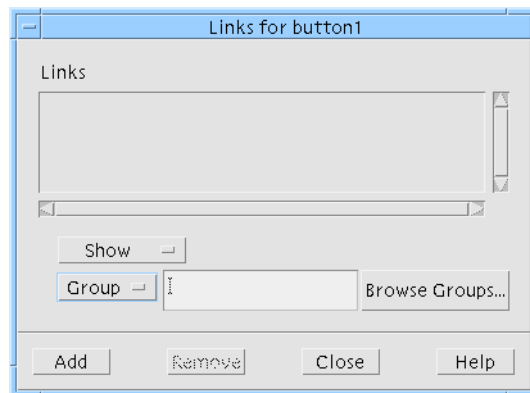 Links for button1
Links
Show
Group
Browse Groups...
Add
Remove
Close
Help